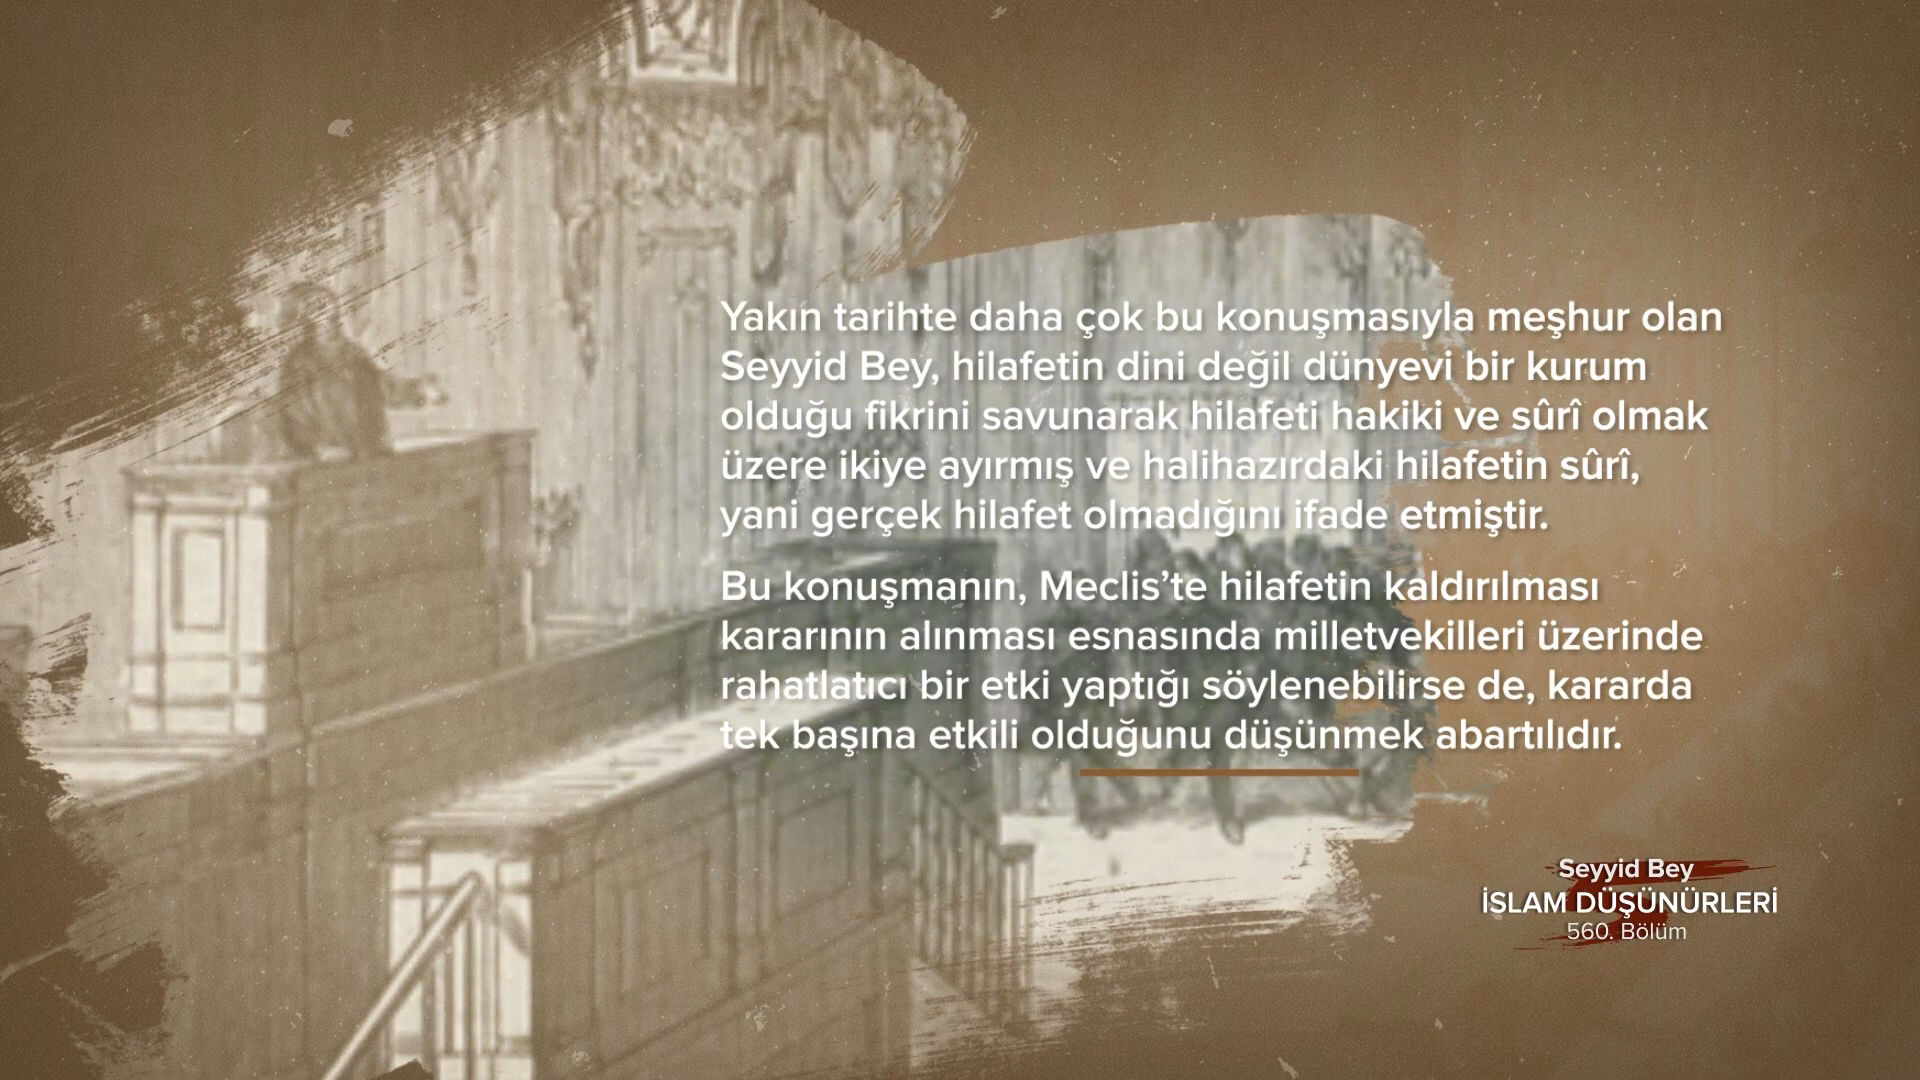 Yakın tarihte daha çok bu konuşmasıyla meşhur olan
Seyyid Bey, hilafetin dini değil dünyevi bir kurum
olduğu fikrini savunarak hilafeti hakiki ve sûrî olmak
üzere ikiye ayırmış ve halihazırdaki hilafetin sûrî,
yani gerçek hilafet olmadığını ifade etmiştir.
Bu konuşmanın, Meclis’te hilafetin kaldırılması
kararının alınması esnasında milletvekilleri üzerinde
rahatlatıcı bir etki yaptığı söylenebilirse de, kararda
tek başına etkili olduğunu düşünmek abartılıdır.
Seyyid Bey
İSLAM DÜŞÜNÜRLERİ
560. Bölüm